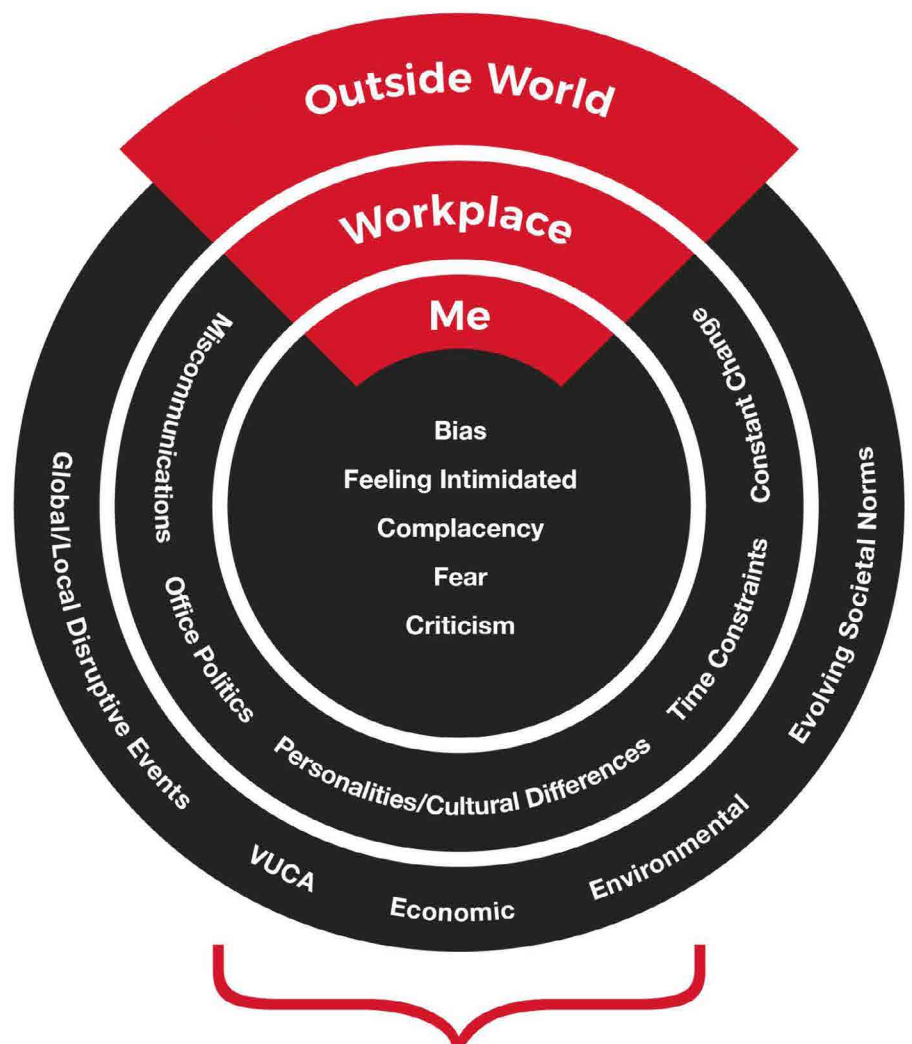 Outside World
Workplace
Me
Bias
Feeling Intimidated
Complacency
Fear
Criticism
Miscommunications
Office Politics
Personalities/Cultural Differences
Time Constraints
Constant Change
Global/Local Disruptive Events
VUCA
Economic
Environmental
Evolving Societal Norms